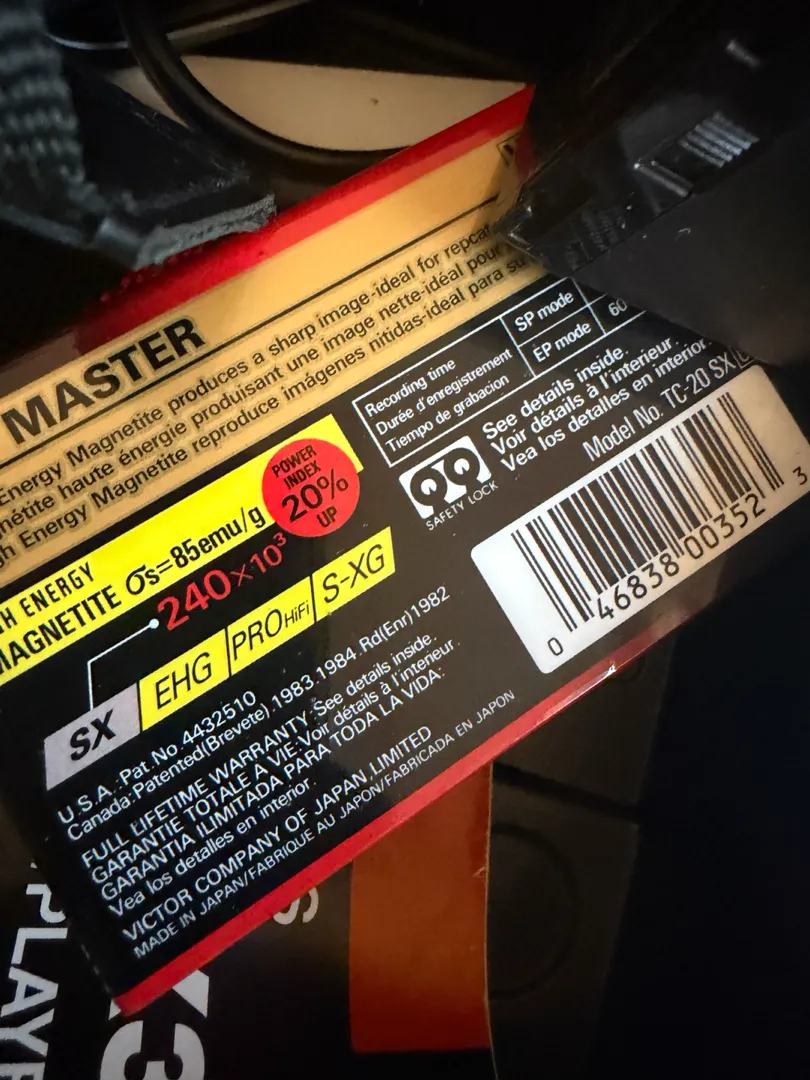 MASTER
Energy Magnetite produces a sharp image-ideal for
haute énergie produisant une image nette-idéal pour
Energy Magnetite reproduce imágenes nitidas-ideal para
ENERGY
MAGNETITE σs=85emu/g
240×10³
POWER
INDEX
20%
UP
SX
EHG
PRO HiFi
S-XG
Recording time
Durée d'enregistrement
Tiempo de grabacion
SP mode
EP mode
60
SAFETY LOCK
See details inside.
Voir détails à l'interieur.
Vea los detalles en interior.
Model No. TC-20 SX
0 46838 00352 3
U.S.A.:Pat.No.4432510
Canada:Patented(Brevete).1983.1984.Rd(Enr)1982
FULL LIFETIME WARRANTY:See details inside.
GARANTIE TOTALE A VIE:Voir détails à l'interieur.
GARANTIA ILIMITADA PARA TODA LA VIDA:
Vea los detalles en interior.
VICTOR COMPANY OF JAPAN,LIMITED
MADE IN JAPAN/FABRIQUE AU JAPON/FABRICADA EN JAPON